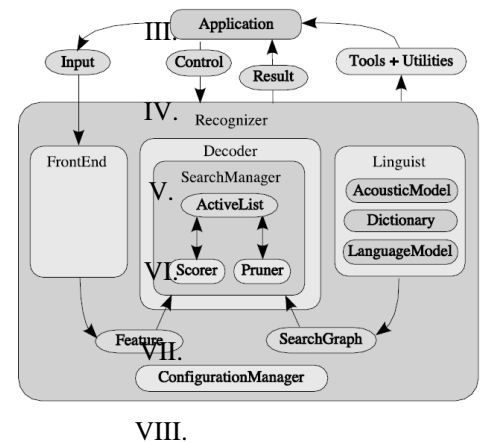 III.
Application
Input
Control
Result
Tools + Utilities
IV.
Recognizer
FrontEnd
Decoder
SearchManager
V.
ActiveList
VI.
Scorer
Pruner
Linguist
AcousticModel
Dictionary
LanguageModel
Feature
SearchGraph
VII.
ConfigurationManager
VIII.